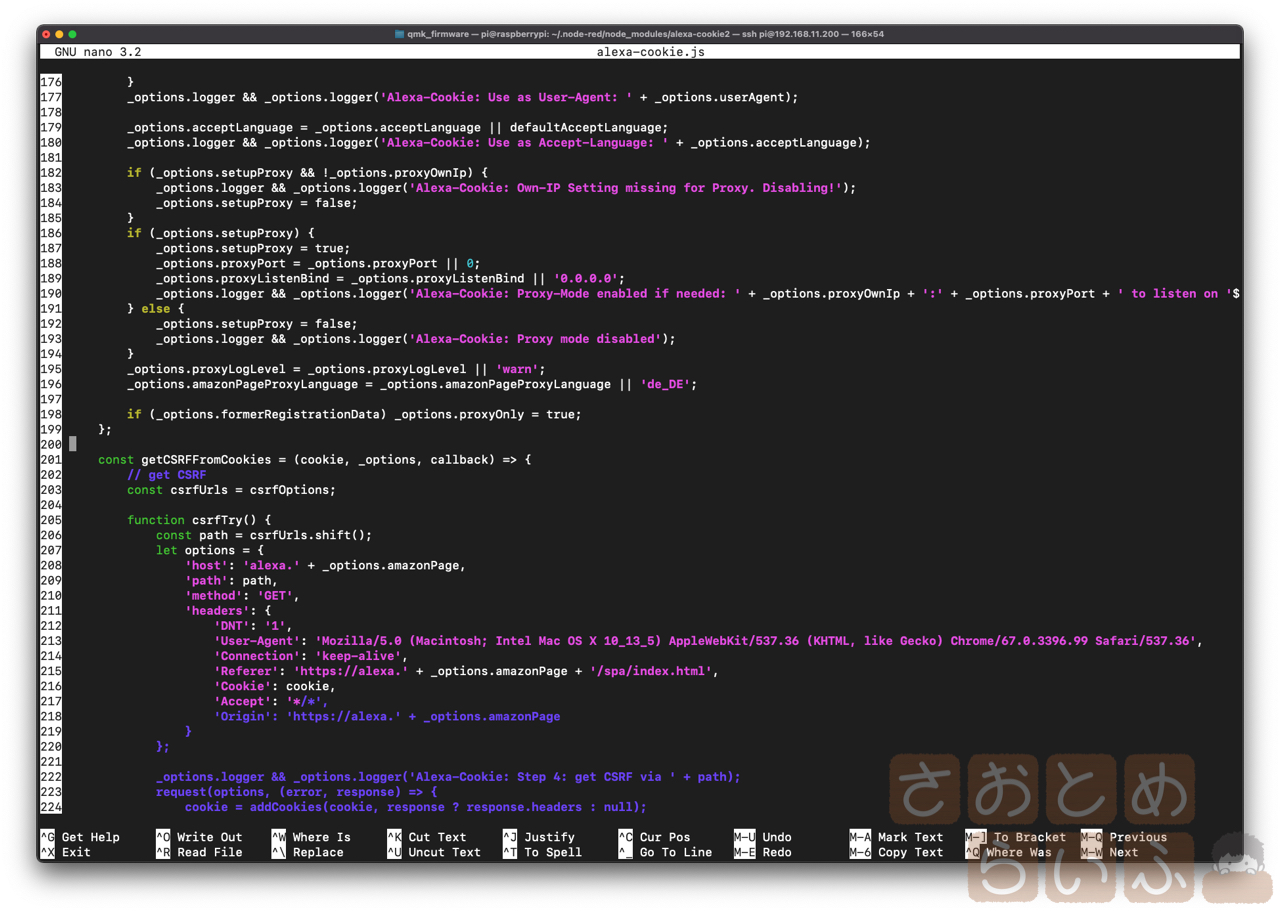 qmk_firmware — pi@raspberrypi: ~/.node-red/node_modules/alexa-cookie2 — ssh pi@192.168.11.200 — 166×54
GNU nano 3.2 alexa-cookie.js
176 }
177 _options.logger && _options.logger('Alexa-Cookie: Use as User-Agent: ' + _options.userAgent);
178
179 _options.acceptLanguage = _options.acceptLanguage || defaultAcceptLanguage;
180 _options.logger && _options.logger('Alexa-Cookie: Use as Accept-Language: ' + _options.acceptLanguage);
181
182 if (_options.setupProxy && !_options.proxyOwnIp) {
183 _options.logger && _options.logger('Alexa-Cookie: Own-IP Setting missing for Proxy. Disabling!');
184 _options.setupProxy = false;
185 }
186 if (_options.setupProxy) {
187 _options.setupProxy = true;
188 _options.proxyPort = _options.proxyPort || 0;
189 _options.proxyListenBind = _options.proxyListenBind || '0.0.0.0';
190 _options.logger && _options.logger('Alexa-Cookie: Proxy-Mode enabled if needed: ' + _options.proxyOwnIp + ':' + _options.proxyPort + ' to listen on '$
191 } else {
192 _options.setupProxy = false;
193 _options.logger && _options.logger('Alexa-Cookie: Proxy mode disabled');
194 }
195 _options.proxyLogLevel = _options.proxyLogLevel || 'warn';
196 _options.amazonPageProxyLanguage = _options.amazonPageProxyLanguage || 'de_DE';
197
198 if (_options.formerRegistrationData) _options.proxyOnly = true;
199 };
200
201 const getCSRFFromCookies = (cookie, _options, callback) => {
202 // get CSRF
203 const csrfUrls = csrfOptions;
204
205 function csrfTry() {
206 const path = csrfUrls.shift();
207 let options = {
208 'host': 'alexa.' + _options.amazonPage,
209 'path': path,
210 'method': 'GET',
211 'headers': {
212 'DNT': '1',
213 'User-Agent': 'Mozilla/5.0 (Macintosh; Intel Mac OS X 10_13_5) AppleWebKit/537.36 (KHTML, like Gecko) Chrome/67.0.3396.99 Safari/537.36',
214 'Connection': 'keep-alive',
215 'Referer': 'https://alexa.' + _options.amazonPage + '/spa/index.html',
216 'Cookie': cookie,
217 'Accept': '*/*',
218 'Origin': 'https://alexa.' + _options.amazonPage
219 }
220 };
221
222 _options.logger && _options.logger('Alexa-Cookie: Step 4: get CSRF via ' + path);
223 request(options, (error, response) => {
224 cookie = addCookies(cookie, response ? response.headers : null);
^G Get Help ^O Write Out ^W Where Is ^K Cut Text ^J Justify ^C Cur Pos M-U Undo M-A Mark Text M-] To Bracket M-Q Previous
^X Exit ^R Read File ^\ Replace ^U Uncut Text ^T To Spell ^_ Go To Line M-E Redo M-6 Copy Text ^Q Where Was M-W Next
さおとめ
らいふ